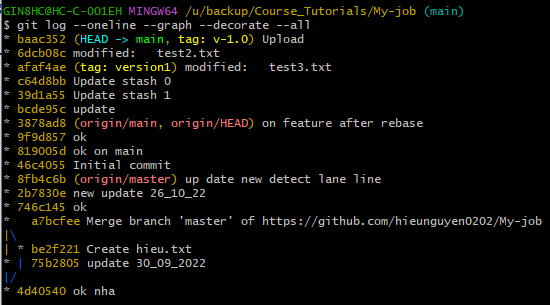 GIN8HC@HC-C-001EH MINGW64 /u/backup/Course_Tutorials/My-job (main)
$ git log --oneline --graph --decorate --all
* baac352 (HEAD -> main, tag: v-1.0) Upload
* 6dcb08c modified:   test2.txt
* afaf4ae (tag: version1) modified:   test3.txt
* c64d8bb Update stash 0
* 39d1a55 Update stash 1
* bcde95c update
* 3878ad8 (origin/main, origin/HEAD) on feature after rebase
* 9f9d857 ok
* 819005d ok on main
* 46c4055 Initial commit
* 8fb4c6b (origin/master) up date new detect lane line
* 2b7830e new update 26_10_22
* 746c145 ok
*   a7bcfee Merge branch 'master' of https://github.com/hieunguyen0202/My-job
|\
| * be2f221 Create hieu.txt
* | 75b2805 update 30_09_2022
|/
* 4d40540 ok nha